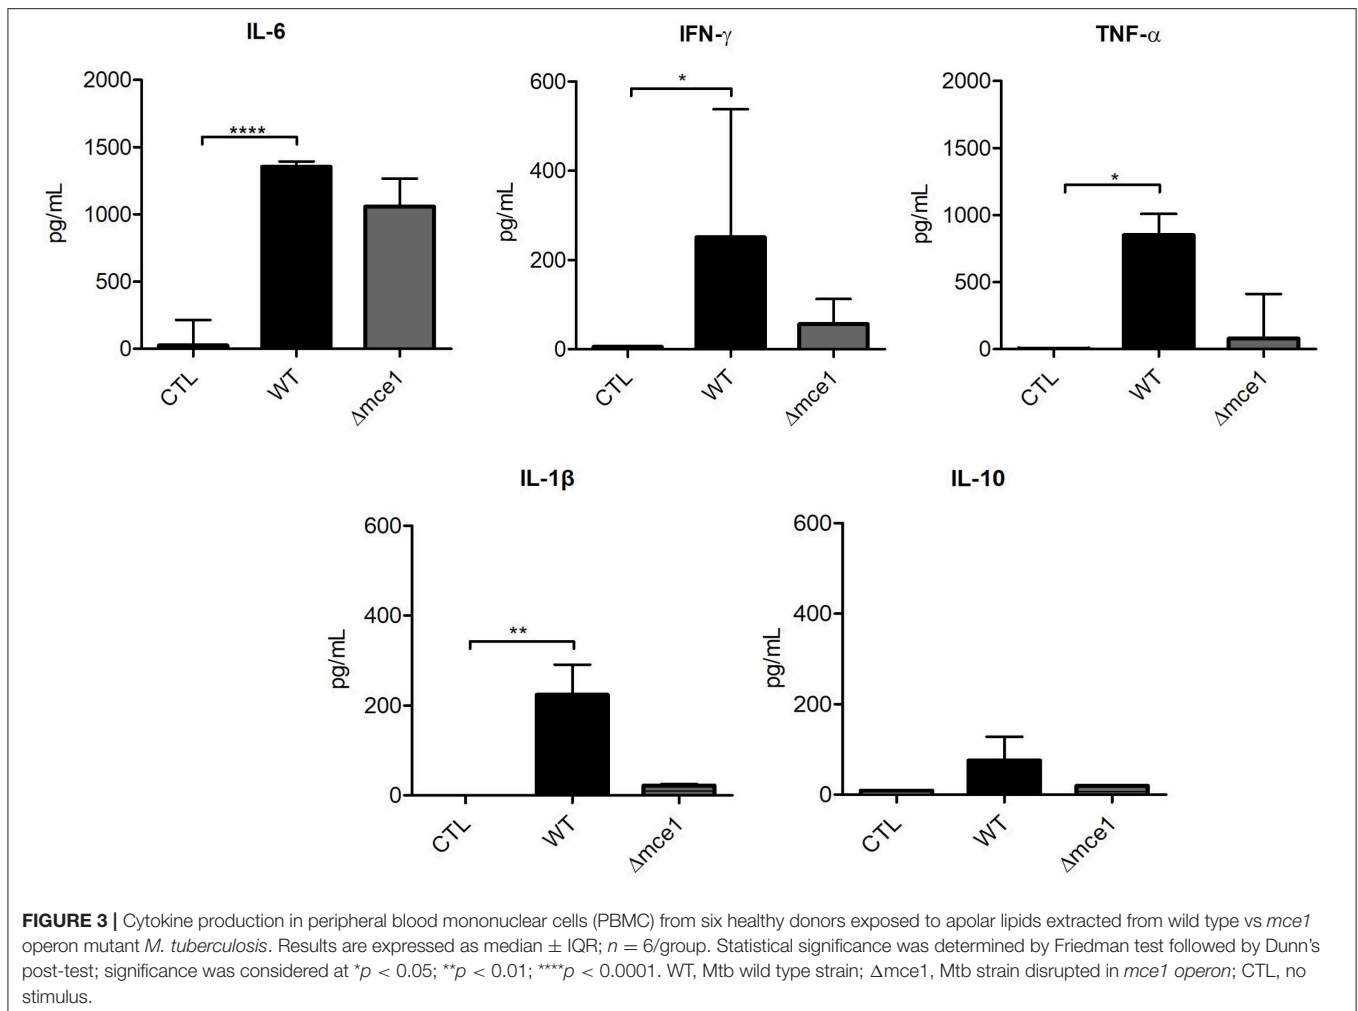 IL-6
IFN-γ
TNF-α
2000
1500
1000
500
0
pg/mL
****
CTL
WT
Δmce1
600
400
200
0
pg/mL
*
CTL
WT
Δmce1
2000
1500
1000
500
0
pg/mL
*
CTL
WT
Δmce1
IL-1β
IL-10
600
400
200
0
pg/mL
**
CTL
WT
Δmce1
600
400
200
0
pg/mL
CTL
WT
Δmce1
FIGURE 3 | Cytokine production in peripheral blood mononuclear cells (PBMC) from six healthy donors exposed to apolar lipids extracted from wild type vs mce1
operon mutant M. tuberculosis. Results are expressed as median ± IQR; n = 6/group. Statistical significance was determined by Friedman test followed by Dunn's
post-test; significance was considered at *p < 0.05; **p < 0.01; ****p < 0.0001. WT, Mtb wild type strain; Δmce1, Mtb strain disrupted in mce1 operon; CTL, no
stimulus.